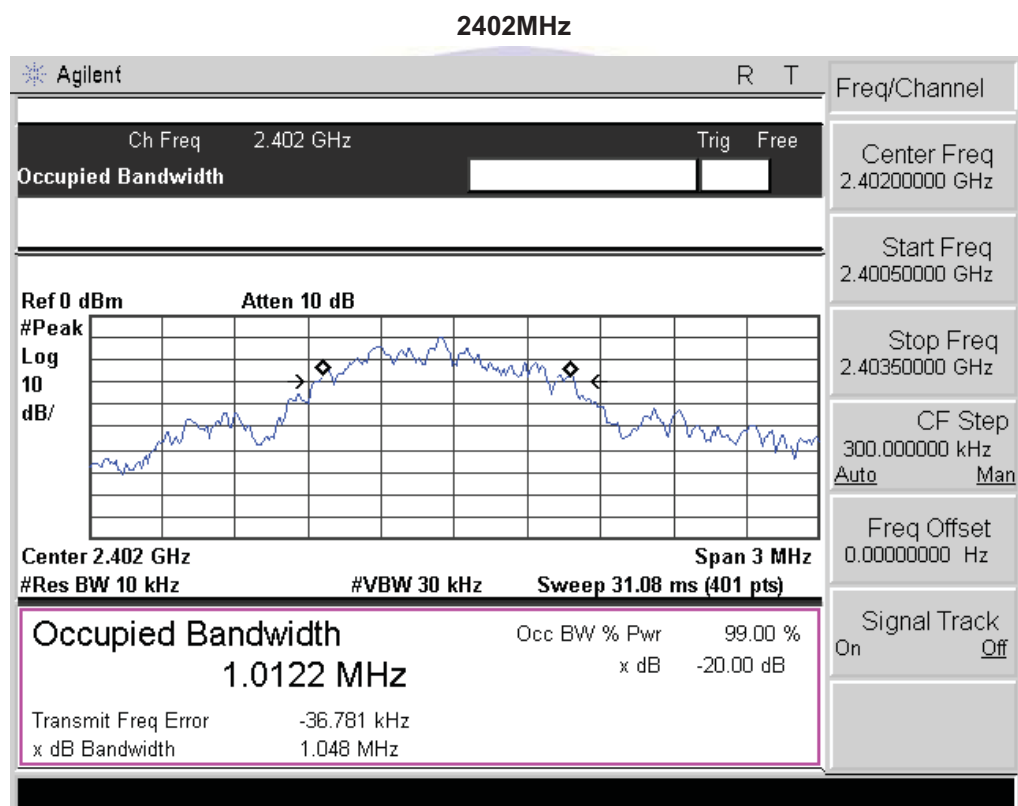 2402MHz
Agilent R T
Ch Freq 2.402 GHz Trig Free
Occupied Bandwidth
Ref 0 dBm Atten 10 dB
#Peak
Log
10
dB/
Center 2.402 GHz Span 3 MHz
#Res BW 10 kHz #VBW 30 kHz Sweep 31.08 ms (401 pts)
Occupied Bandwidth Occ BW % Pwr 99.00 %
1.0122 MHz x dB -20.00 dB
Transmit Freq Error -36.781 kHz
x dB Bandwidth 1.048 MHz
Freq/Channel
Center Freq
2.40200000 GHz
Start Freq
2.40050000 GHz
Stop Freq
2.40350000 GHz
CF Step
300.000000 kHz
Auto Man
Freq Offset
0.00000000 Hz
Signal Track
On Off